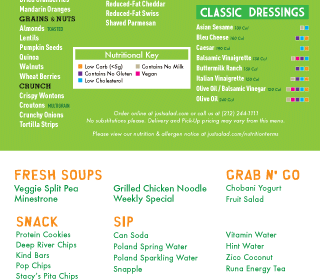 Mandarin Oranges
GRAINS & NUTS
Almonds TOASTED
Lentils
Pumpkin Seeds
Quinoa
Walnuts
Wheat Berries
CRUNCH
Crispy Wontons
Croutons MULTIGRAIN
Crunchy Onions
Tortilla Strips
Reduced-Fat Cheddar
Reduced-Fat Swiss
Shaved Parmesan
Nutritional Key
Low Carb (<5g)
Contains No Milk
Contains No Gluten
Vegan
Low Cholesterol
CLASSIC DRESSINGS
Asian Sesame
Bleu Cheese
Caesar
Balsamic Vinaigrette
Buttermilk Ranch
Italian Vinaigrette
Olive Oil / Balsamic Vinegar
Olive Oil
Order online at justsalad.com or call us at (212) 244-1111
No substitutions please. Delivery and Pick-Up pricing may vary from this menu.
Please view our nutrition & allergen notice at justsalad.com/nutritionterms
FRESH SOUPS
Veggie Split Pea
Minestrone
Grilled Chicken Noodle
Weekly Special
GRAB N' GO
Chobani Yogurt
Fruit Salad
SNACK
Protein Cookies
Deep River Chips
Kind Bars
Pop Chips
Stacy's Pita Chips
SIP
Can Soda
Poland Spring Water
Poland Sparkling Water
Snapple
Vitamin Water
Hint Water
Zico Coconut
Runa Energy Tea